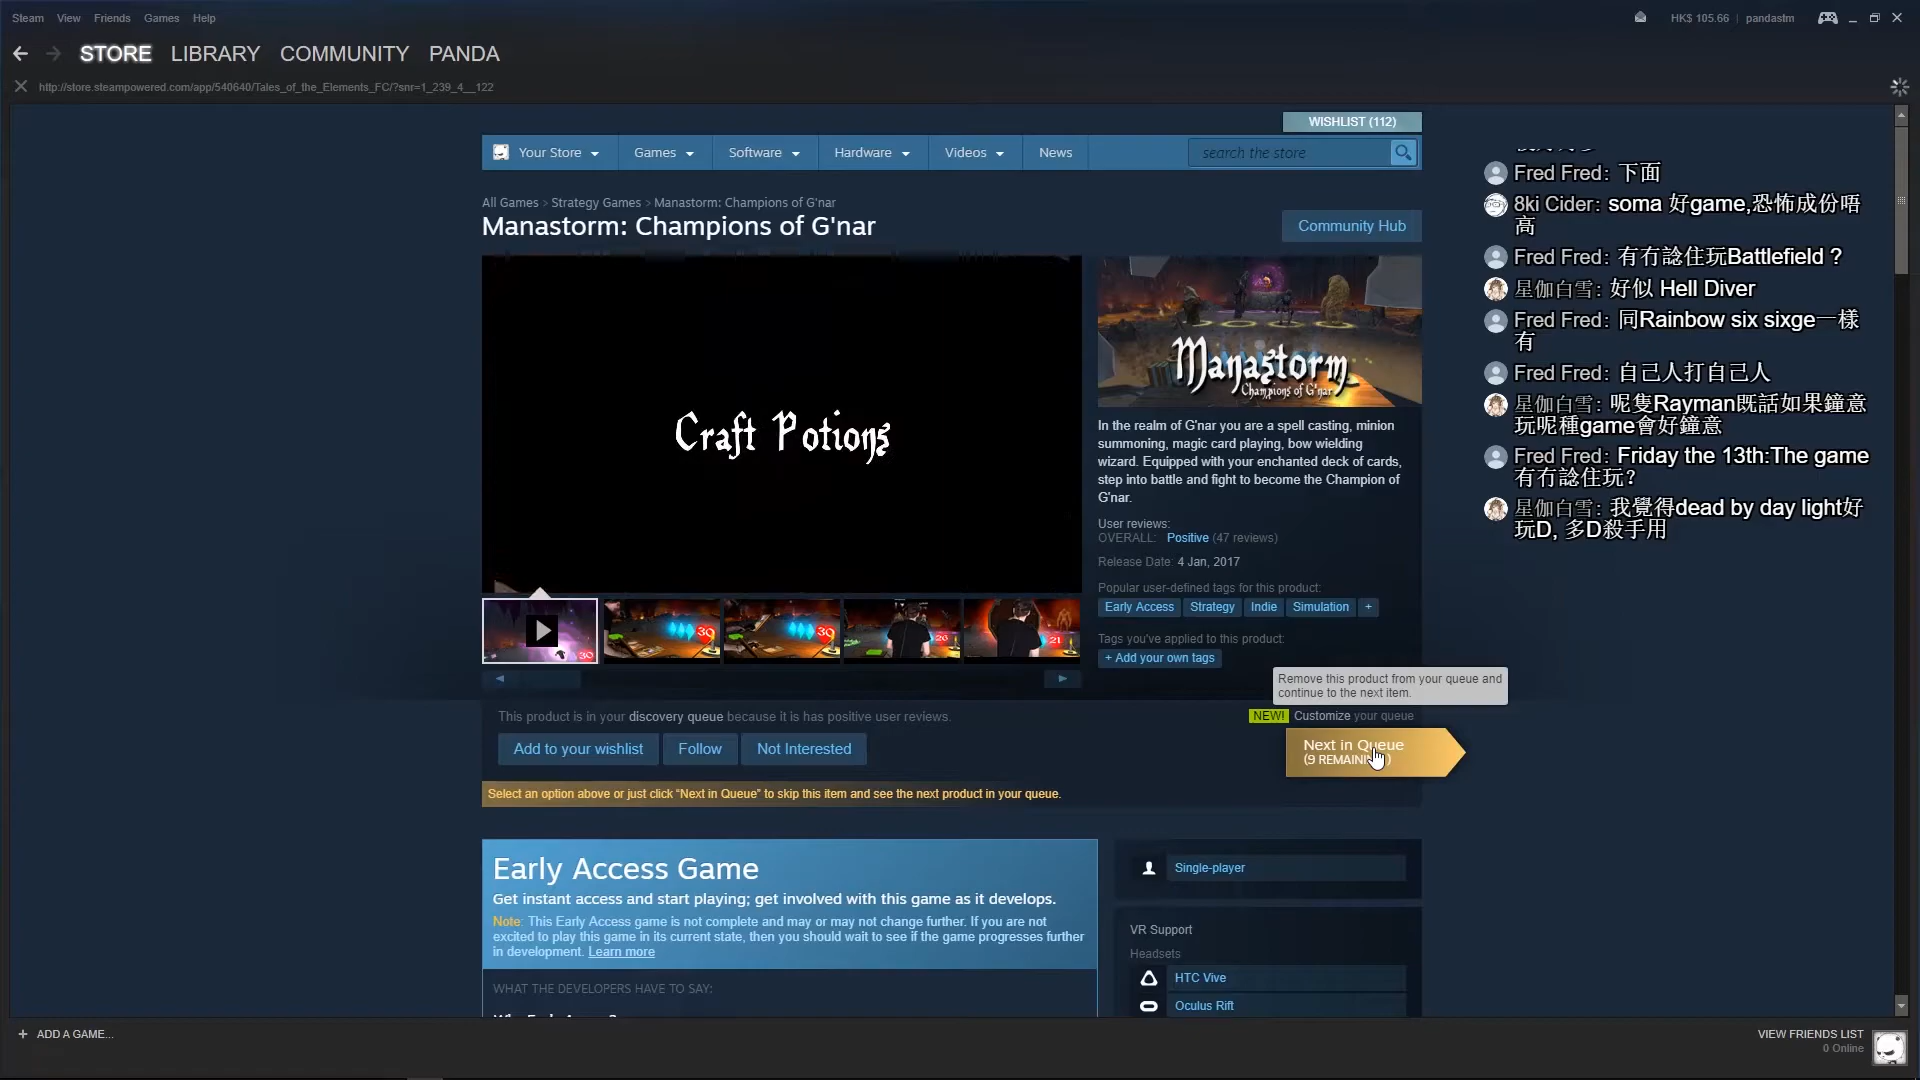 Steam View Friends Games Help
HK$ 105.66 | pandastm
STORE LIBRARY COMMUNITY PANDA
http://store.steampowered.com/app/540640/Tales_of_the_Elements_FC/?snr=1_239_4__122
WISHLIST (112)
Your Store Games Software Hardware Videos News
search the store
All Games > Strategy Games > Manastorm: Champions of G'nar
Manastorm: Champions of G'nar
Community Hub
Craft Potions
Manastorm
Champions of G'nar
In the realm of G'nar you are a spell casting, minion
summoning, magic card playing, bow wielding
wizard. Equipped with your enchanted deck of cards,
step into battle and fight to become the Champion of
G'nar.
User reviews:
OVERALL: Positive (47 reviews)
Release Date: 4 Jan, 2017
Popular user-defined tags for this product:
Early Access Strategy Indie Simulation +
Tags you've applied to this product:
+ Add your own tags
30 30 30 26 21
Remove this product from your queue and
continue to the next item.
This product is in your discovery queue because it is has positive user reviews.
NEW! Customize your queue
Add to your wishlist Follow Not Interested
Next in Queue
(9 REMAINING)
Select an option above or just click "Next in Queue" to skip this item and see the next product in your queue.
Early Access Game
Get instant access and start playing; get involved with this game as it develops.
Note: This Early Access game is not complete and may or may not change further. If you are not
excited to play this game in its current state, then you should wait to see if the game progresses further
in development. Learn more
WHAT THE DEVELOPERS HAVE TO SAY:
Single-player
VR Support
Headsets
HTC Vive
Oculus Rift
Fred Fred: 下面
8ki Cider: soma 好game,恐怖成份唔
高
Fred Fred: 有冇諗住玩Battlefield ?
星伽白雪: 好似 Hell Diver
Fred Fred: 同Rainbow six sixge一樣
有
Fred Fred: 自己人打自己人
星伽白雪: 呢隻Rayman既話如果鐘意
玩呢種game會好鐘意
Fred Fred: Friday the 13th:The game
有冇諗住玩?
星伽白雪: 我覺得dead by day light好
玩D, 多D殺手用
+ ADD A GAME...
VIEW FRIENDS LIST
0 Online